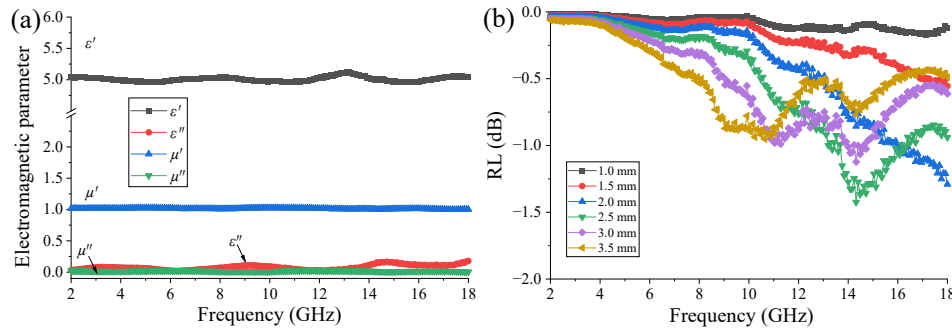 (a)
Electromagnetic parameter
6.0
5.5
5.0
2.0
1.5
1.0
0.5
0.0
ε′
ε′
ε″
μ′
μ″
μ′
μ″
ε″
2 4 6 8 10 12 14 16 18
Frequency (GHz)
(b)
RL (dB)
0.0
−0.5
−1.0
−1.5
−2.0
1.0 mm
1.5 mm
2.0 mm
2.5 mm
3.0 mm
3.5 mm
2 4 6 8 10 12 14 16 18
Frequency (GHz)